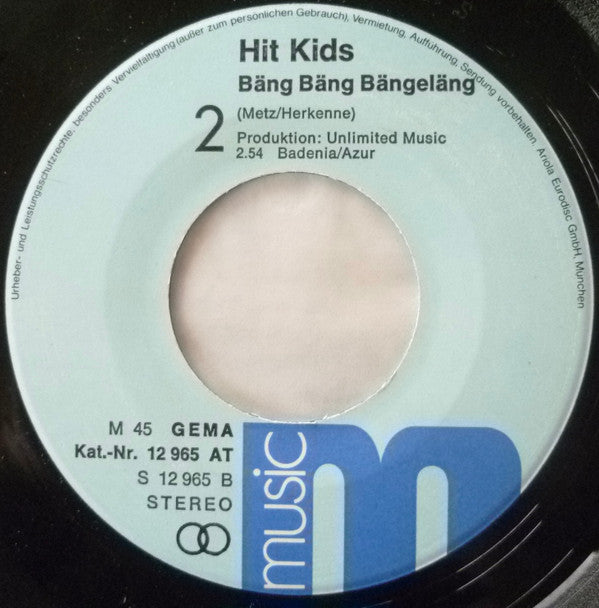 Urheber- und Leistungsschutzrechte, besonders Vervielfältigung (außer zum persönlichen Gebrauch), Vermietung, Aufführung, Sendung vorbehalten. Ariola Eurodisc GmbH, München
Hit Kids
Bäng Bäng Bängeläng
2
(Metz/Herkenne)
Produktion: Unlimited Music
2.54 Badenia/Azur
M 45 GEMA
Kat.-Nr. 12 965 AT
S 12 965 B
STEREO
music
m